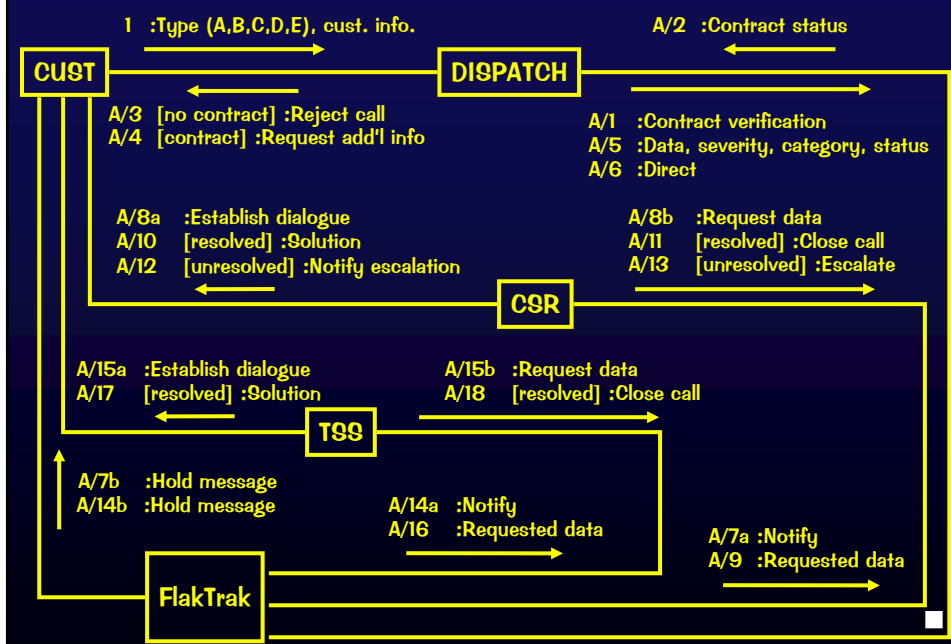 1 :Type (A,B,C,D,E), cust. info.
A/2 :Contract status
CUST
DISPATCH
A/3 [no contract] :Reject call
A/4 [contract] :Request add'l info
A/1 :Contract verification
A/5 :Data, severity, category, status
A/6 :Direct
A/8a :Establish dialogue
A/10 [resolved] :Solution
A/12 [unresolved] :Notify escalation
A/8b :Request data
A/11 [resolved] :Close call
A/13 [unresolved] :Escalate
CSR
A/15a :Establish dialogue
A/17 [resolved] :Solution
A/15b :Request data
A/18 [resolved] :Close call
TSS
A/7b :Hold message
A/14b :Hold message
A/14a :Notify
A/16 :Requested data
A/7a :Notify
A/9 :Requested data
FlakTrak